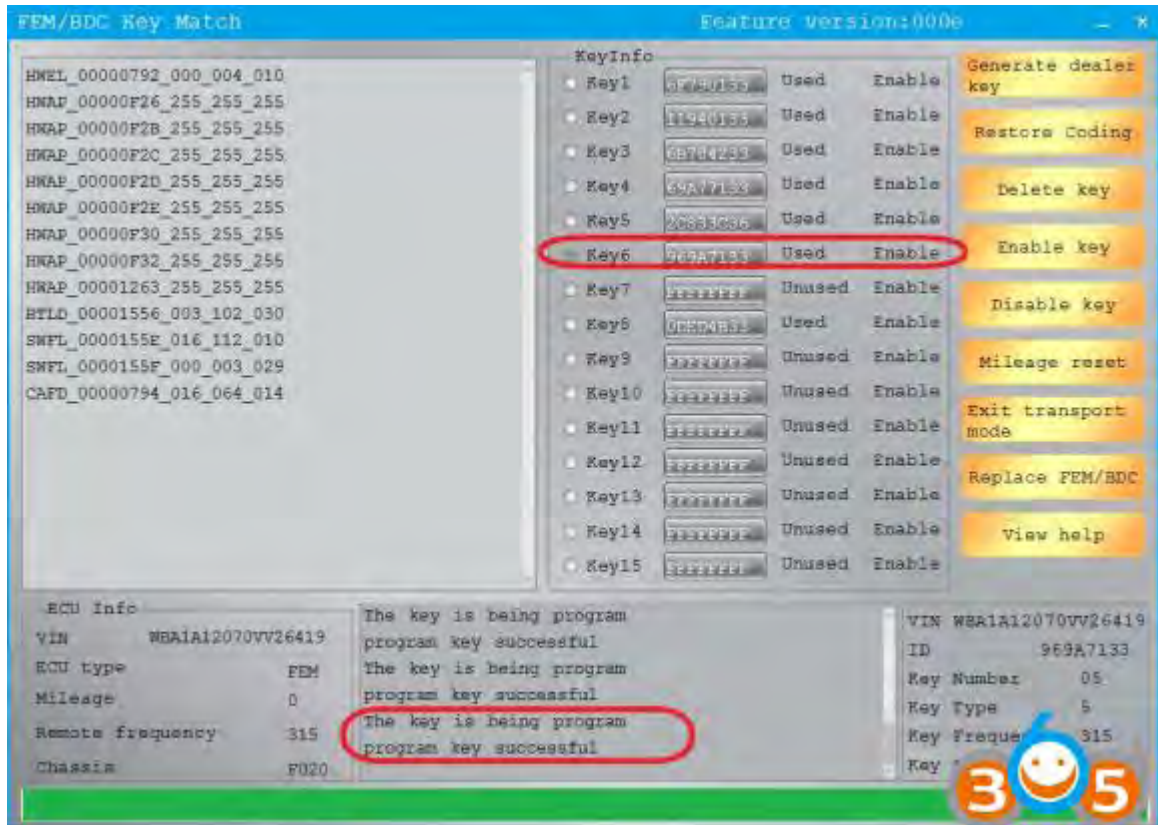 FEM/BDC Key Match Feature version:000e
HWEL_00000792_000_004_010
HWAP_00000F26_255_255_255
HWAP_00000F2B_255_255_255
HWAP_00000F2C_255_255_255
HWAP_00000F2D_255_255_255
HWAP_00000F2E_255_255_255
HWAP_00000F30_255_255_255
HWAP_00000F32_255_255_255
HWAP_00001263_255_255_255
BTLD_00001556_003_102_030
SWFL_0000155E_016_112_010
SWFL_0000155F_000_003_029
CAFD_00000794_016_064_014
KeyInfo
Key1 Used Enable
Key2 11940133 Used Enable
Key3 6B784233 Used Enable
Key4 69A77133 Used Enable
Key5 2C833C36 Used Enable
Key6 969A7133 Used Enable
Key7 FFFFFFFF Unused Enable
Key8 0DED4B33 Used Enable
Key9 FFFFFFFF Unused Enable
Key10 FFFFFFFF Unused Enable
Key11 FFFFFFFF Unused Enable
Key12 FFFFFFFF Unused Enable
Key13 FFFFFFFF Unused Enable
Key14 FFFFFFFF Unused Enable
Key15 FFFFFFFF Unused Enable
Generate dealer
key
Restore Coding
Delete key
Enable key
Disable key
Mileage reset
Exit transport
mode
Replace FEM/BDC
View help
ECU Info
VIN WBA1A12070VV26419
ECU type FEM
Mileage 0
Remote frequency 315
Chassis F020
The key is being program
program key successful
The key is being program
program key successful
The key is being program
program key successful
VIN WBA1A12070VV26419
ID 969A7133
Key Number 05
Key Type 5
Key 315
Key
3 5